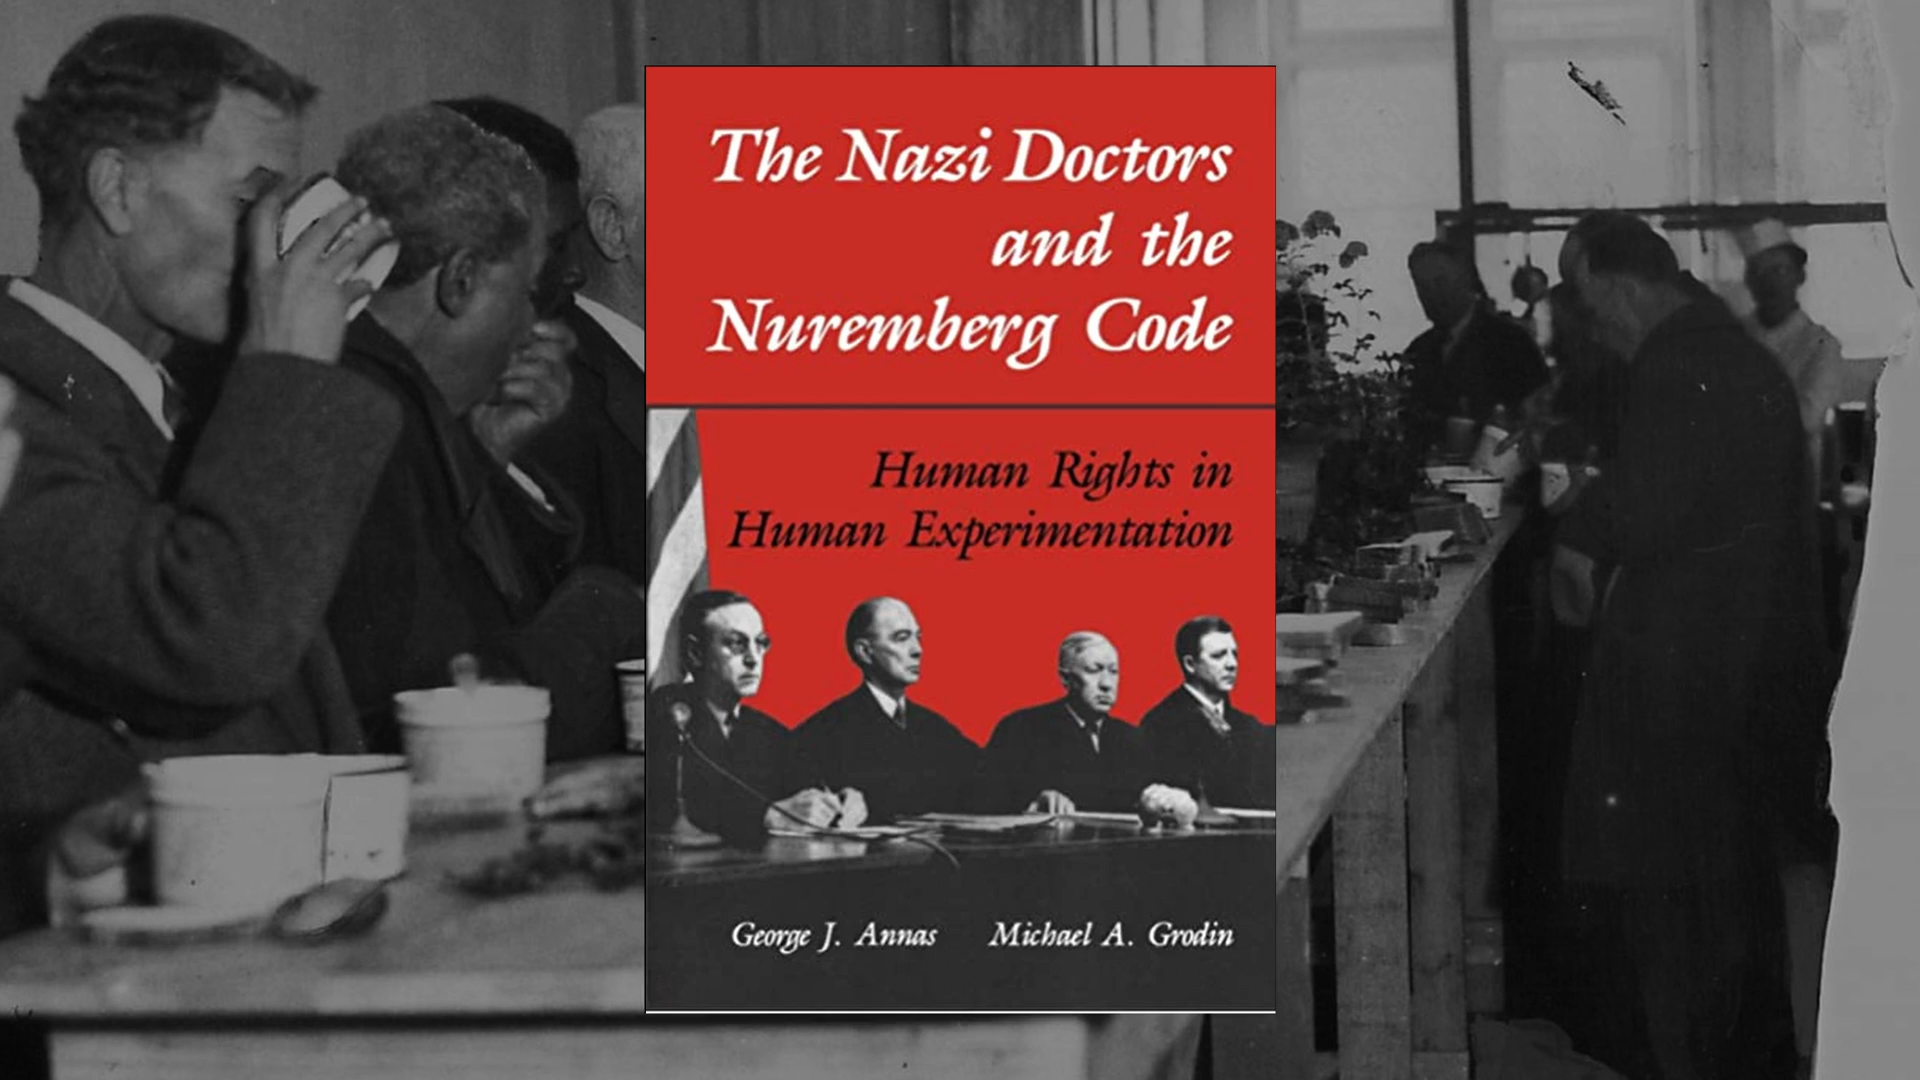 The Nazi Doctors
and the
Nuremberg Code
Human Rights in
Human Experimentation
George J. Annas Michael A. Grodin